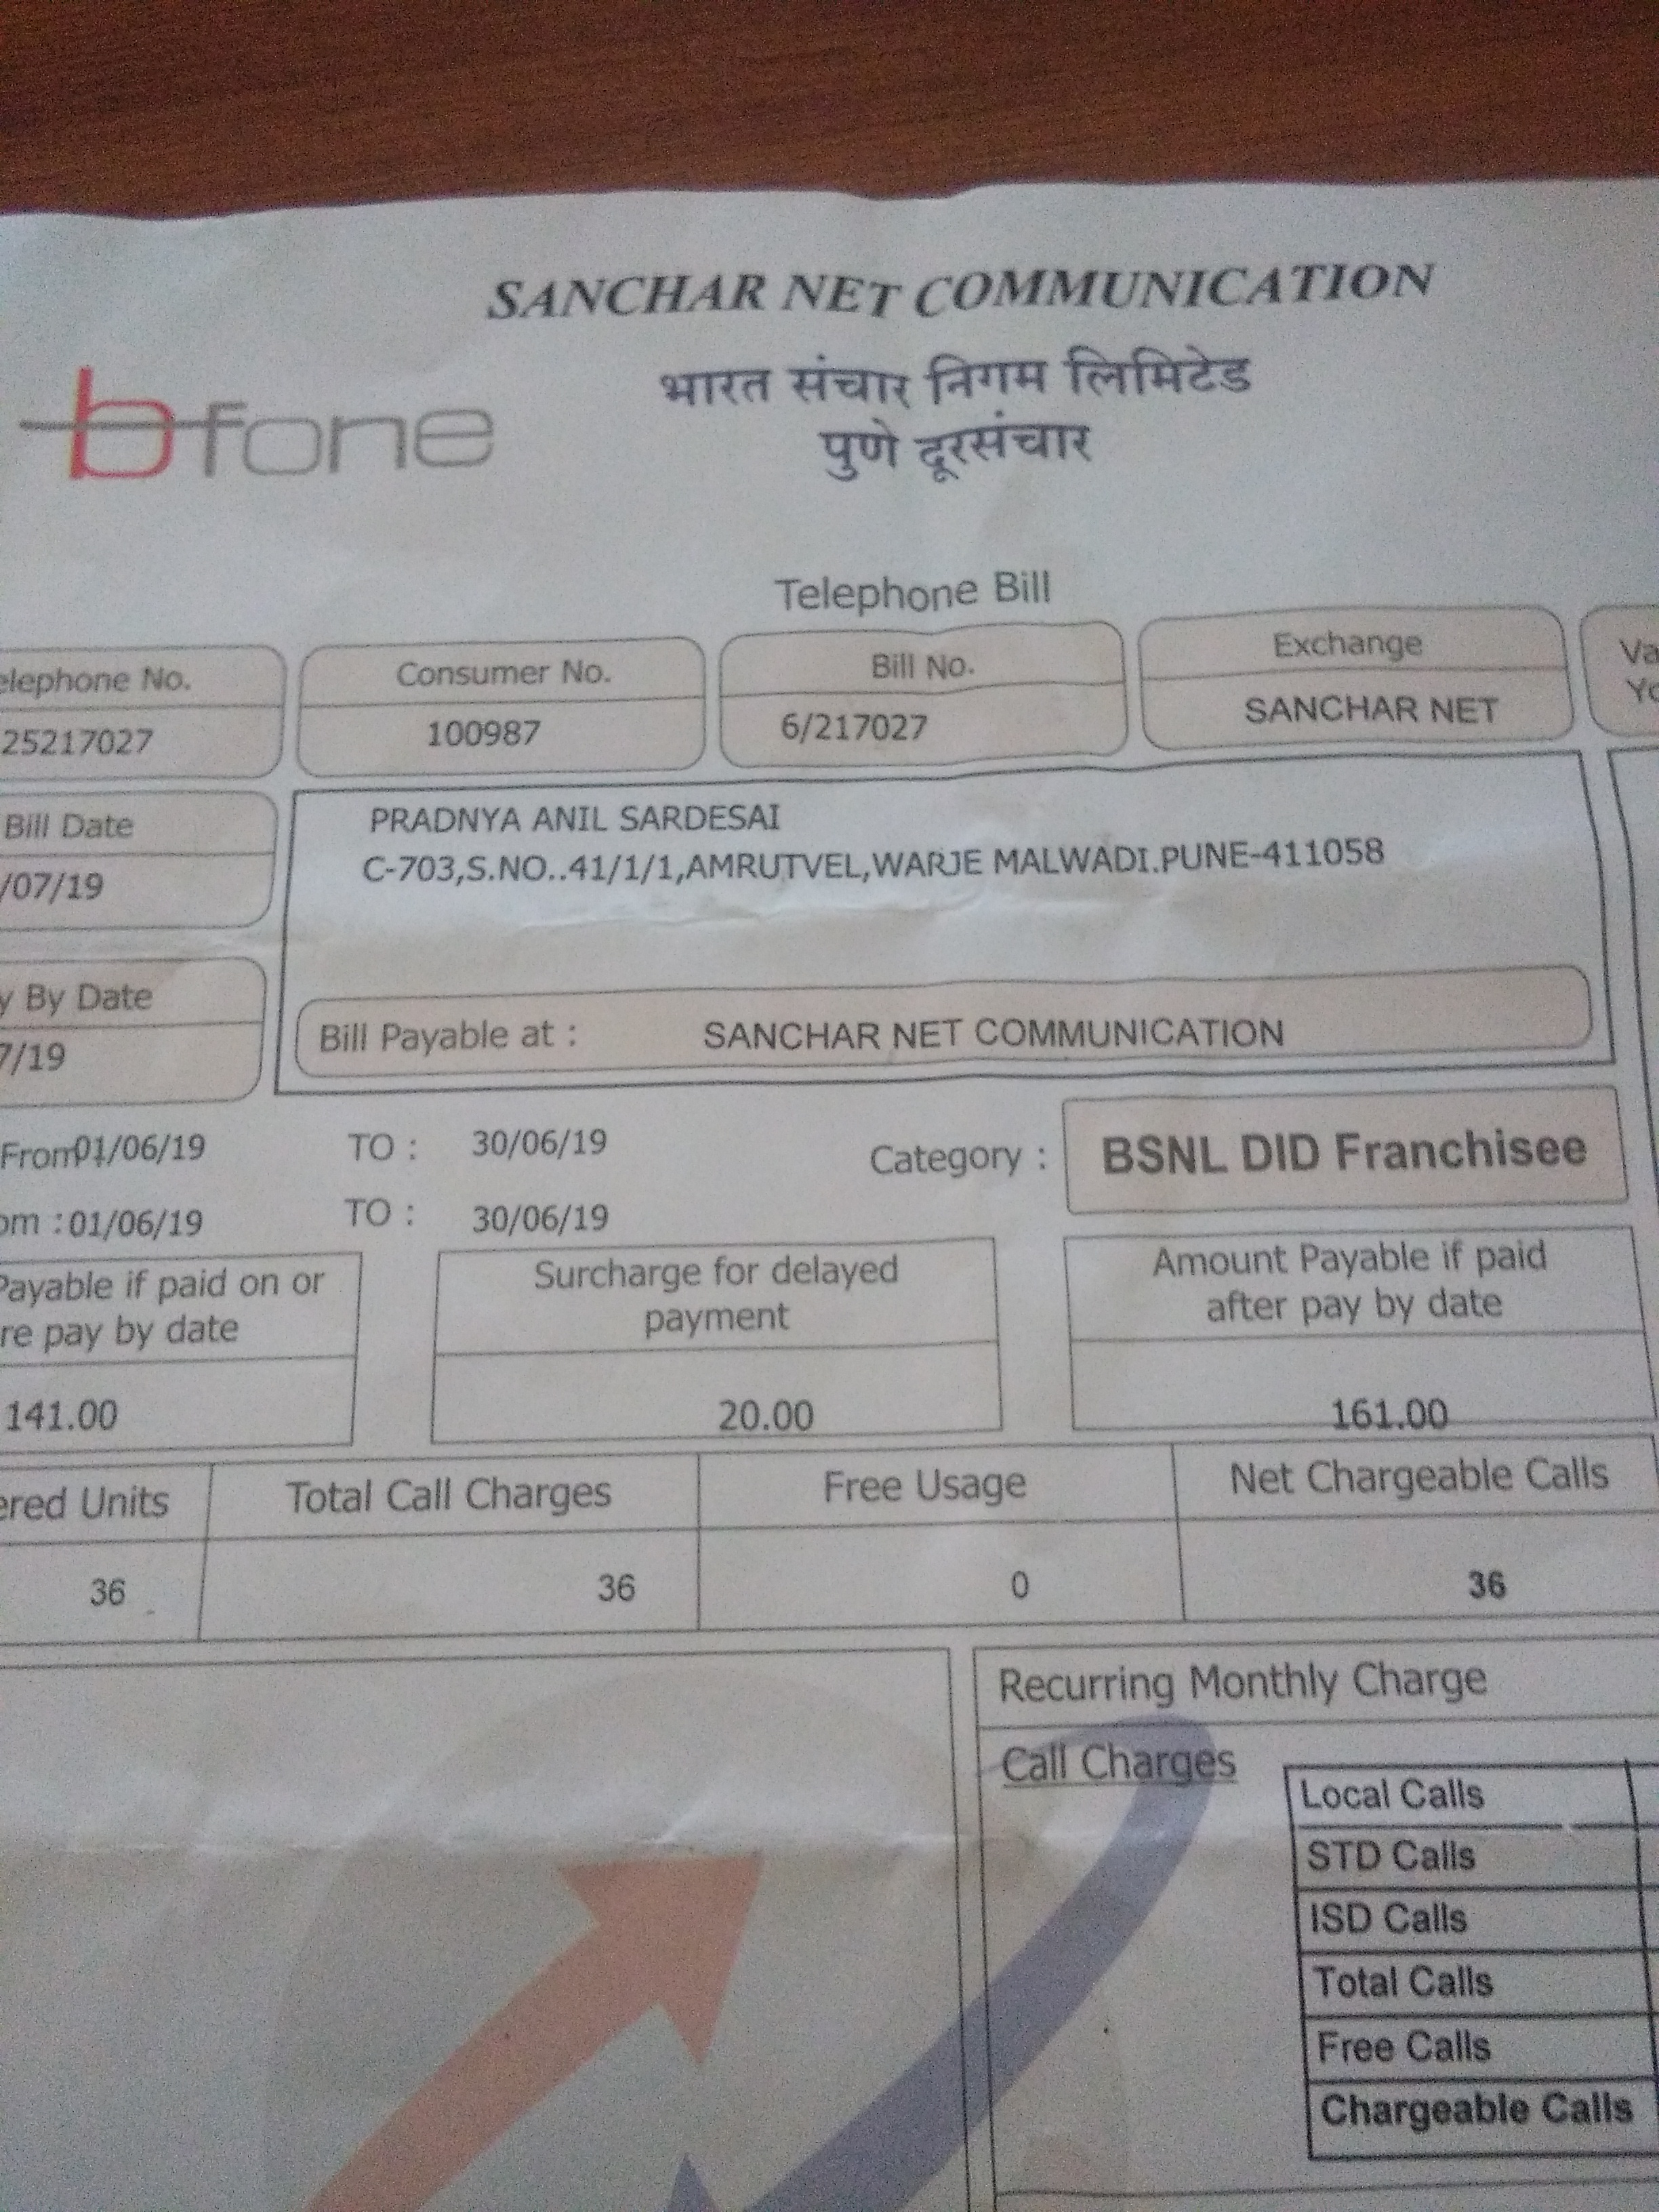 SANCHAR NET COMMUNICATION
bfone
भारत संचार निगम लिमिटेड
पुणे दूरसंचार
Telephone Bill
elephone No.
25217027
Consumer No.
100987
Bill No.
6/217027
Exchange
SANCHAR NET
Va
Yo
Bill Date
/07/19
PRADNYA ANIL SARDESAI
C-703,S.NO..41/1/1,AMRUTVEL,WARJE MALWADI.PUNE-411058
y By Date
7/19
Bill Payable at : SANCHAR NET COMMUNICATION
From 01/06/19 TO : 30/06/19
om : 01/06/19 TO : 30/06/19
Category : BSNL DID Franchisee
Payable if paid on or
re pay by date
141.00
Surcharge for delayed
payment
20.00
Amount Payable if paid
after pay by date
161.00
ered Units Total Call Charges Free Usage Net Chargeable Calls
36 36 0 36
Recurring Monthly Charge
Call Charges
Local Calls
STD Calls
ISD Calls
Total Calls
Free Calls
Chargeable Calls